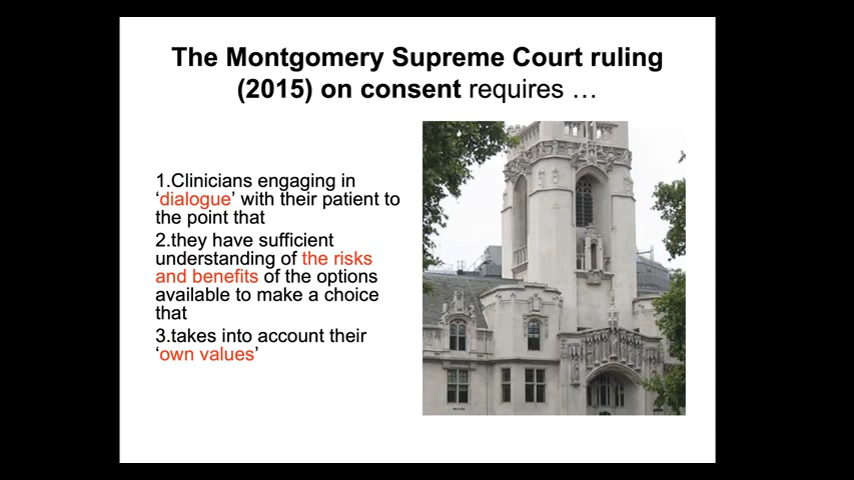 The Montgomery Supreme Court ruling
(2015) on consent requires …
1.Clinicians engaging in
‘dialogue’ with their patient to
the point that
2.they have sufficient
understanding of the risks
and benefits of the options
available to make a choice
that
3.takes into account their
‘own values’